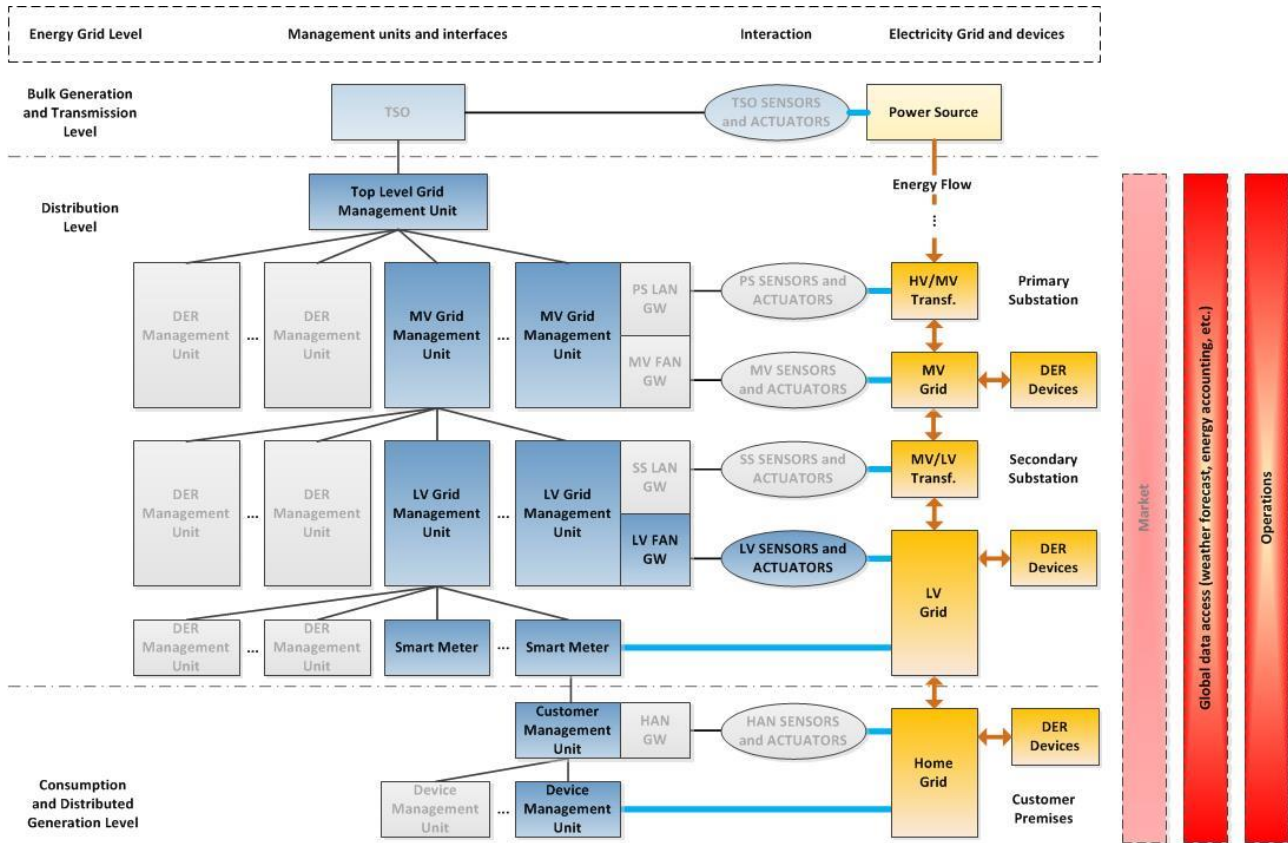 Energy Grid Level
Management units and interfaces
Interaction
Electricity Grid and devices
Bulk Generation
and Transmission
Level
TSO
TSO SENSORS
and ACTUATORS
Power Source
Distribution
Level
Top Level Grid
Management Unit
Energy Flow
...
DER
Management
Unit
...
DER
Management
Unit
MV Grid
Management
Unit
...
MV Grid
Management
Unit
PS LAN
GW
PS SENSORS and
ACTUATORS
HV/MV
Transf.
Primary
Substation
MV FAN
GW
MV SENSORS
and ACTUATORS
MV
Grid
DER
Devices
DER
Management
Unit
...
DER
Management
Unit
LV Grid
Management
Unit
...
LV Grid
Management
Unit
SS LAN
GW
SS SENSORS and
ACTUATORS
MV/LV
Transf.
Secondary
Substation
LV FAN
GW
LV SENSORS and
ACTUATORS
LV
Grid
DER
Devices
DER
Management
Unit
...
DER
Management
Unit
Smart Meter
...
Smart Meter
Customer
Management
Unit
HAN
GW
HAN SENSORS
and ACTUATORS
Home
Grid
DER
Devices
Consumption
and Distributed
Generation Level
Device
Management
Unit
...
Device
Management
Unit
Customer
Premises
Market
Global data access (weather forecast, energy accounting, etc.)
Operations